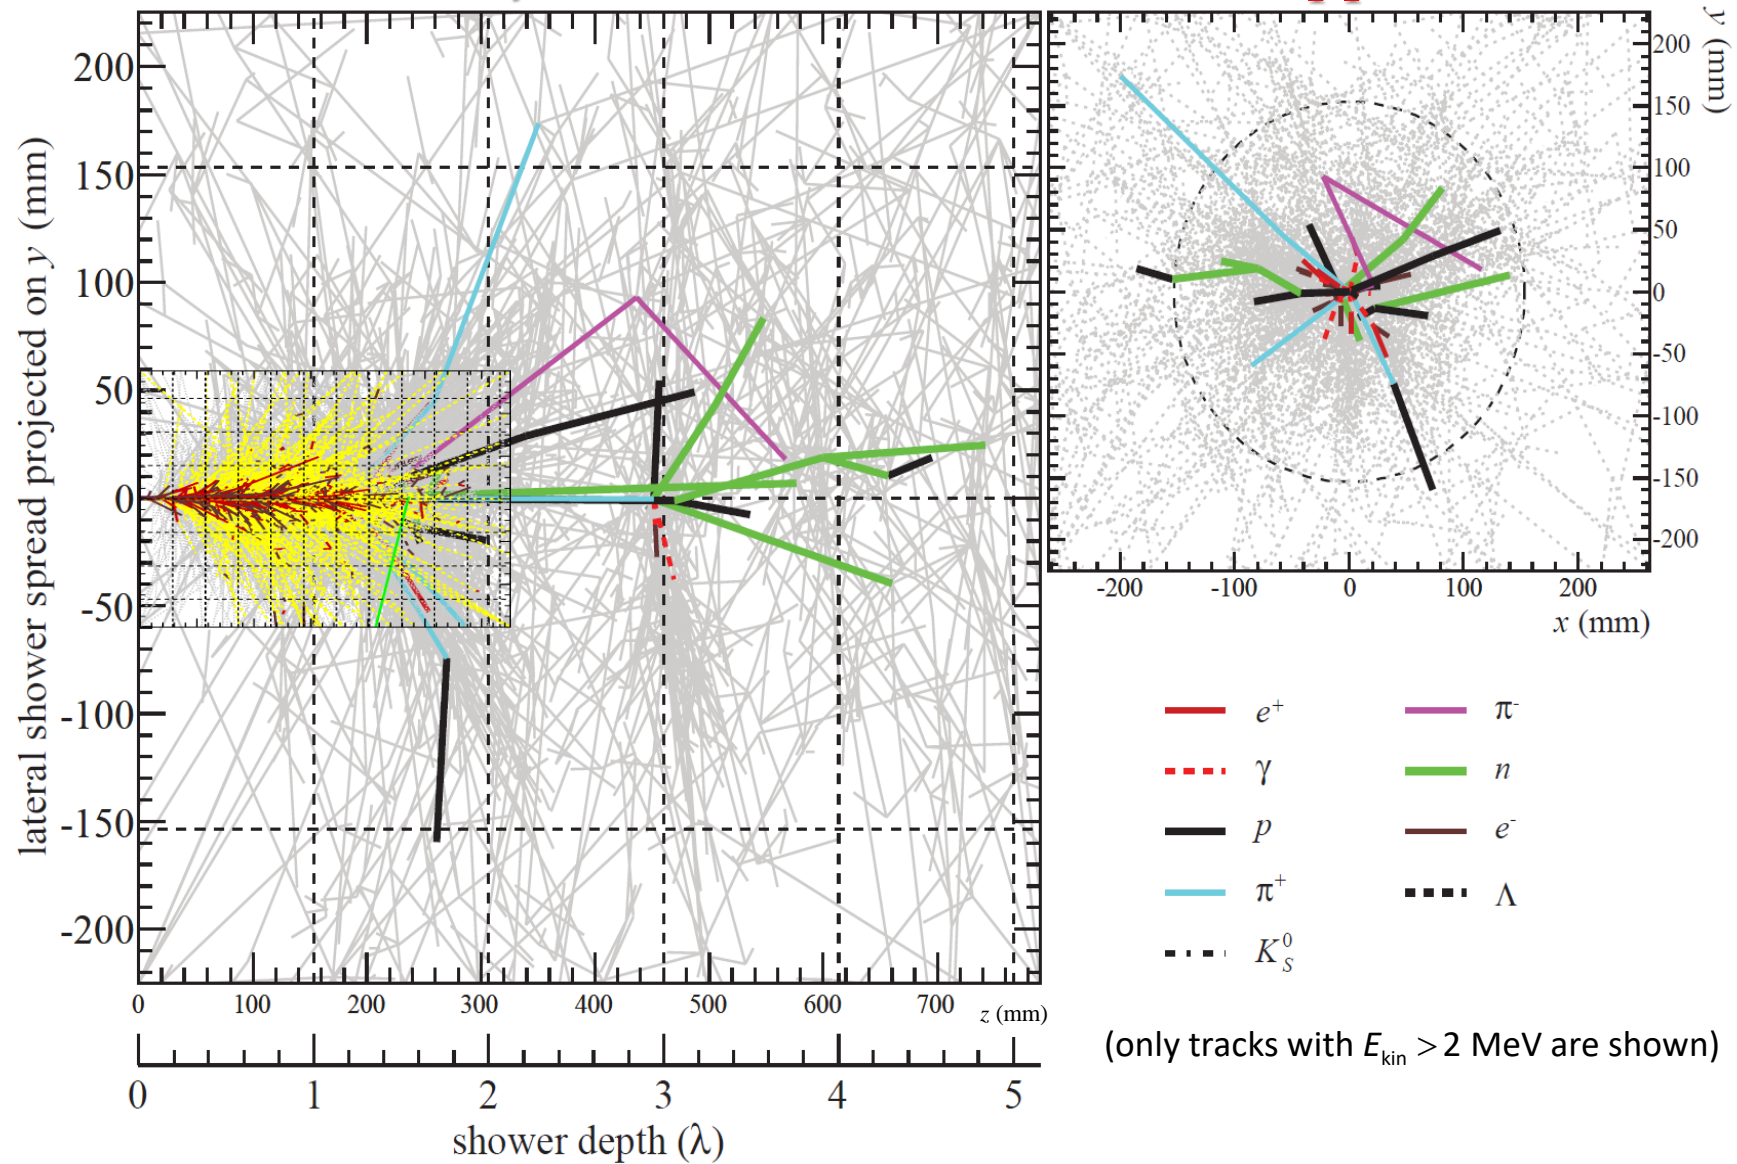 lateral shower spread projected on y (mm)
200
150
100
50
0
-50
-100
-150
-200
0 100 200 300 400 500 600 700 z (mm)
0 1 2 3 4 5
shower depth (λ)
y (mm)
200
150
100
50
0
-50
-100
-150
-200
-200 -100 0 100 200
x (mm)
e⁺ π⁻
γ n
p e⁻
π⁺ Λ
K⁰S
(only tracks with Ekin > 2 MeV are shown)